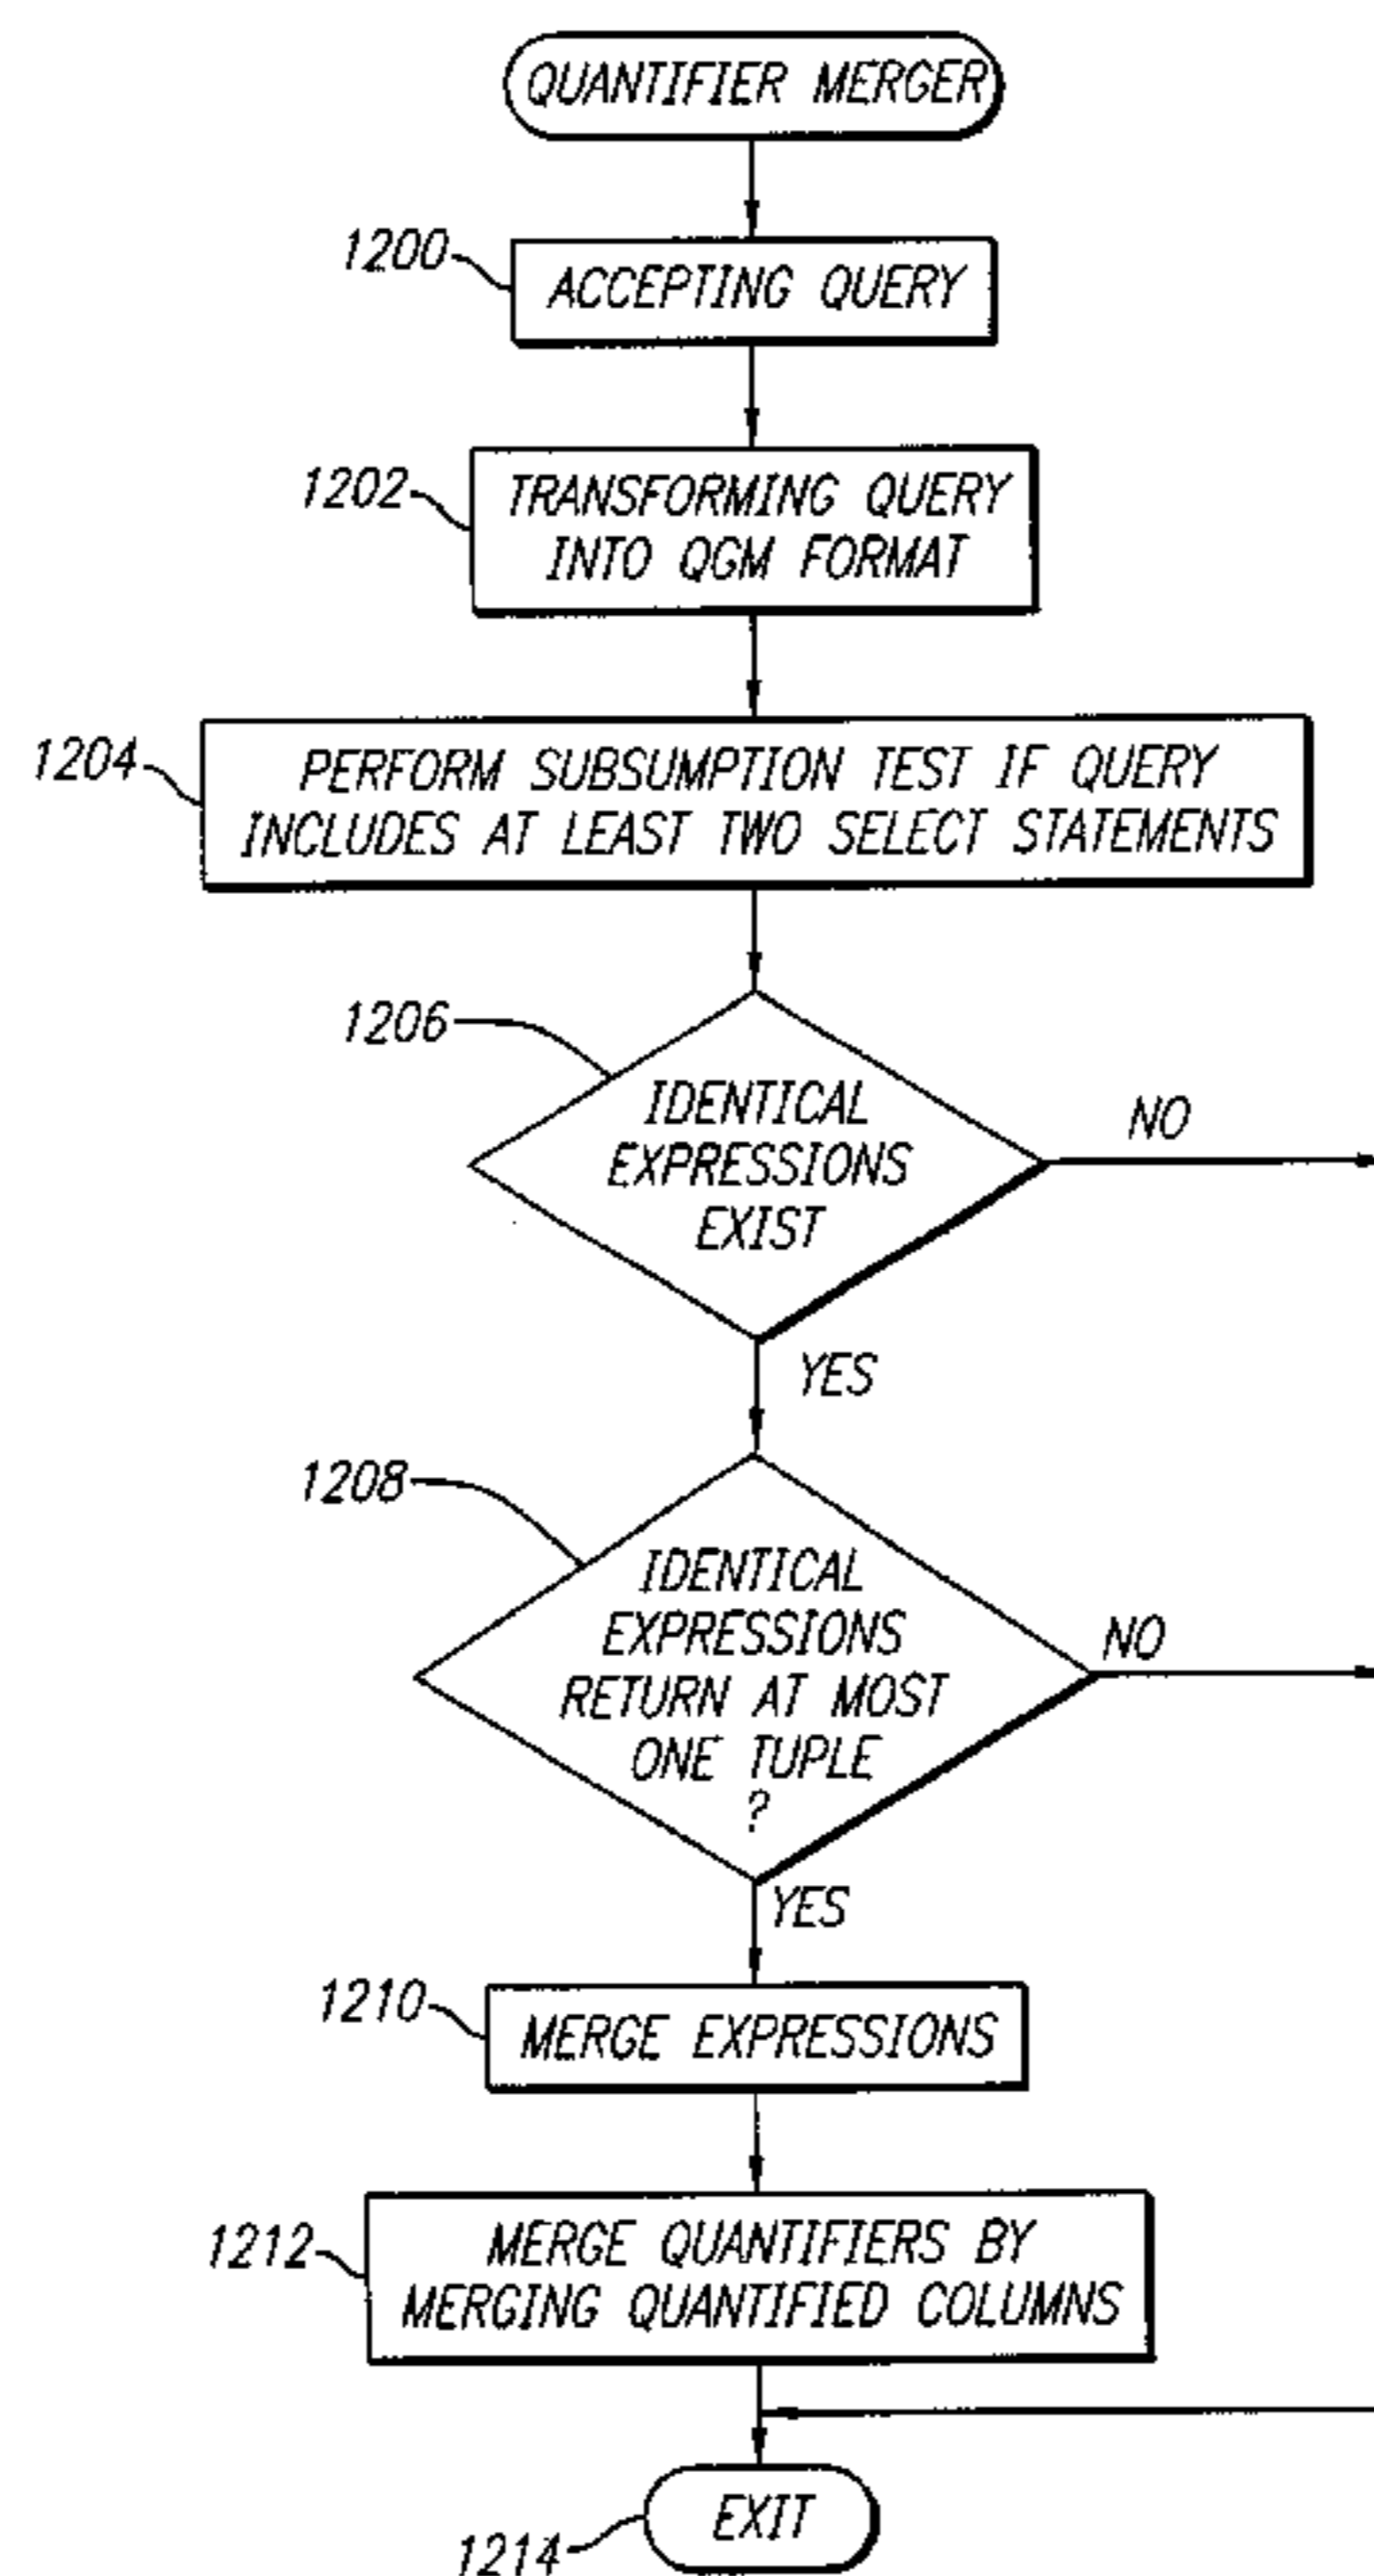 QUANTIFIER MERGER
1200
ACCEPTING QUERY
1202
TRANSFORMING QUERY
INTO QGM FORMAT
1204
PERFORM SUBSUMPTION TEST IF QUERY
INCLUDES AT LEAST TWO SELECT STATEMENTS
1206
IDENTICAL
EXPRESSIONS
EXIST
NO
YES
1208
IDENTICAL
EXPRESSIONS
RETURN AT MOST
ONE TUPLE
?
NO
YES
1210
MERGE EXPRESSIONS
1212
MERGE QUANTIFIERS BY
MERGING QUANTIFIED COLUMNS
EXIT
1214